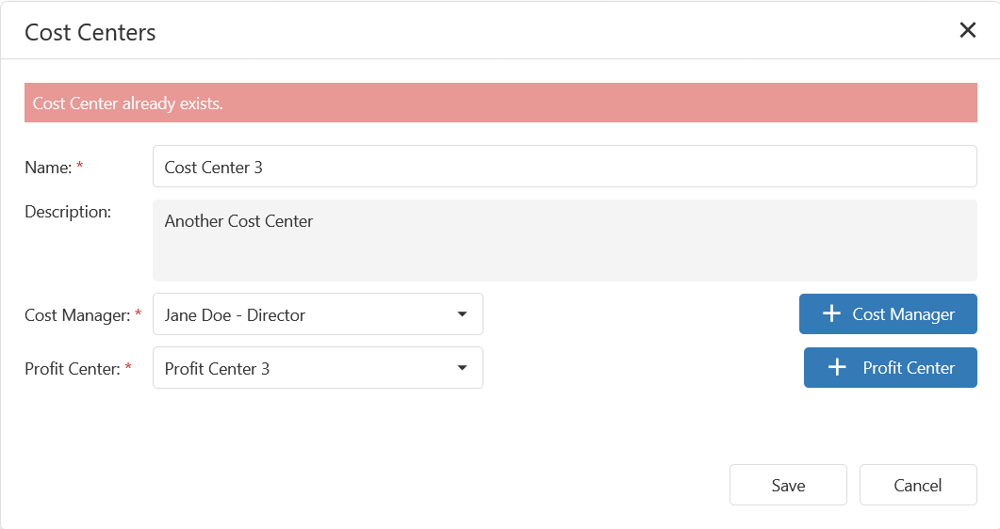 Cost Centers
Cost Center already exists.
Name: * Cost Center 3
Description: Another Cost Center
Cost Manager: * Jane Doe - Director + Cost Manager
Profit Center: * Profit Center 3 + Profit Center
Save Cancel